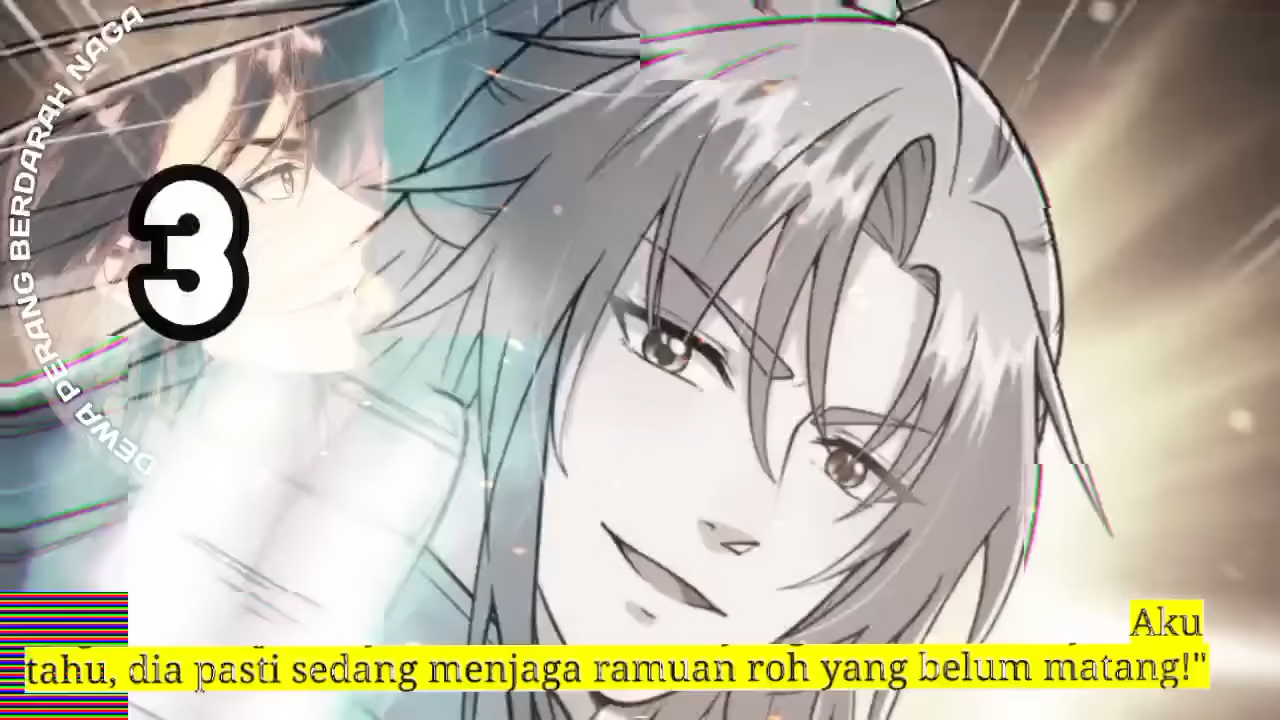 DEWA PERANG BERDARAH NAGA
3
Aku
tahu, dia pasti sedang menjaga ramuan roh yang belum matang!"